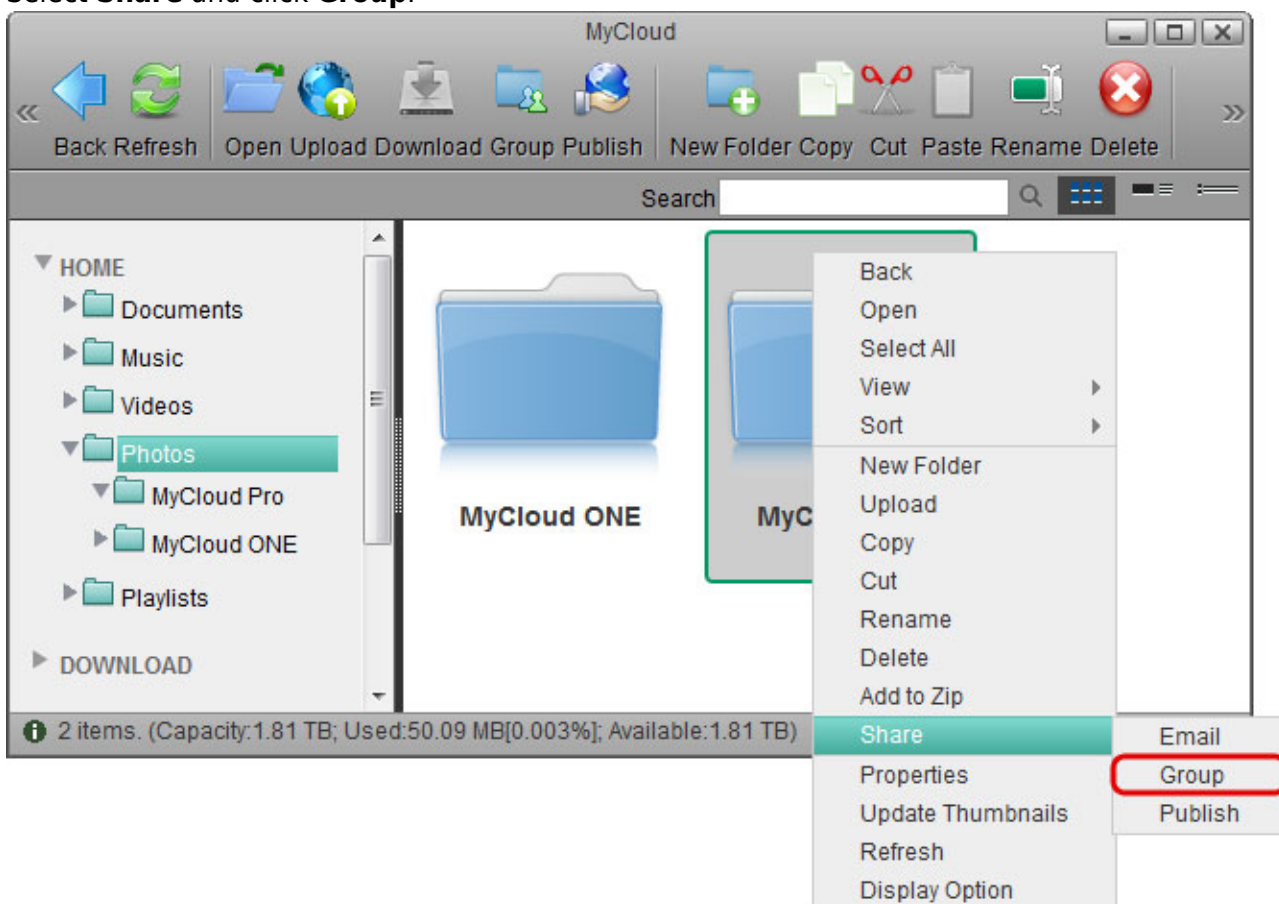 Select Share and click Group.
MyCloud
Back Refresh Open Upload Download Group Publish New Folder Copy Cut Paste Rename Delete
Search
HOME
Documents
Music
Videos
Photos
MyCloud Pro
MyCloud ONE
Playlists
DOWNLOAD
MyCloud ONE
MyC
2 items. (Capacity:1.81 TB; Used:50.09 MB[0.003%]; Available:1.81 TB)
Back
Open
Select All
View
Sort
New Folder
Upload
Copy
Cut
Rename
Delete
Add to Zip
Share
Properties
Update Thumbnails
Refresh
Display Option
Email
Group
Publish